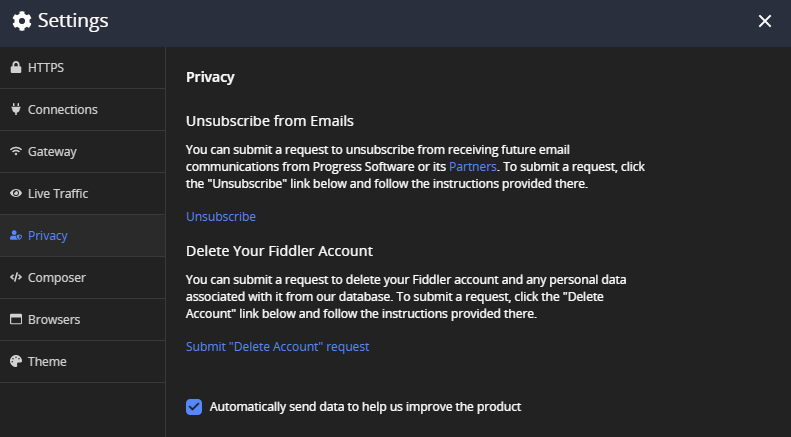 Settings
HTTPS
Connections
Gateway
Live Traffic
Privacy
Composer
Browsers
Theme
Privacy
Unsubscribe from Emails
You can submit a request to unsubscribe from receiving future email
communications from Progress Software or its Partners. To submit a request, click
the "Unsubscribe" link below and follow the instructions provided there.
Unsubscribe
Delete Your Fiddler Account
You can submit a request to delete your Fiddler account and any personal data
associated with it from our database. To submit a request, click the "Delete
Account" link below and follow the instructions provided there.
Submit "Delete Account" request
Automatically send data to help us improve the product